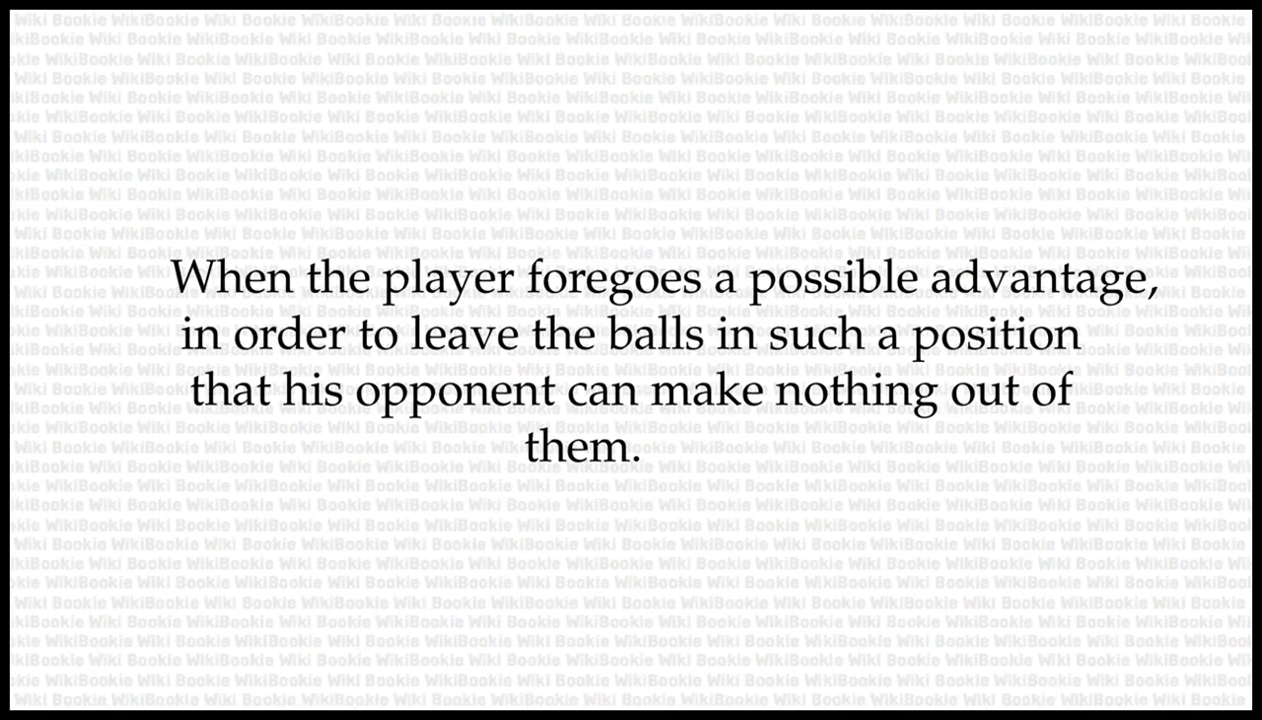 When the player foregoes a possible advantage,
in order to leave the balls in such a position
that his opponent can make nothing out of
them.